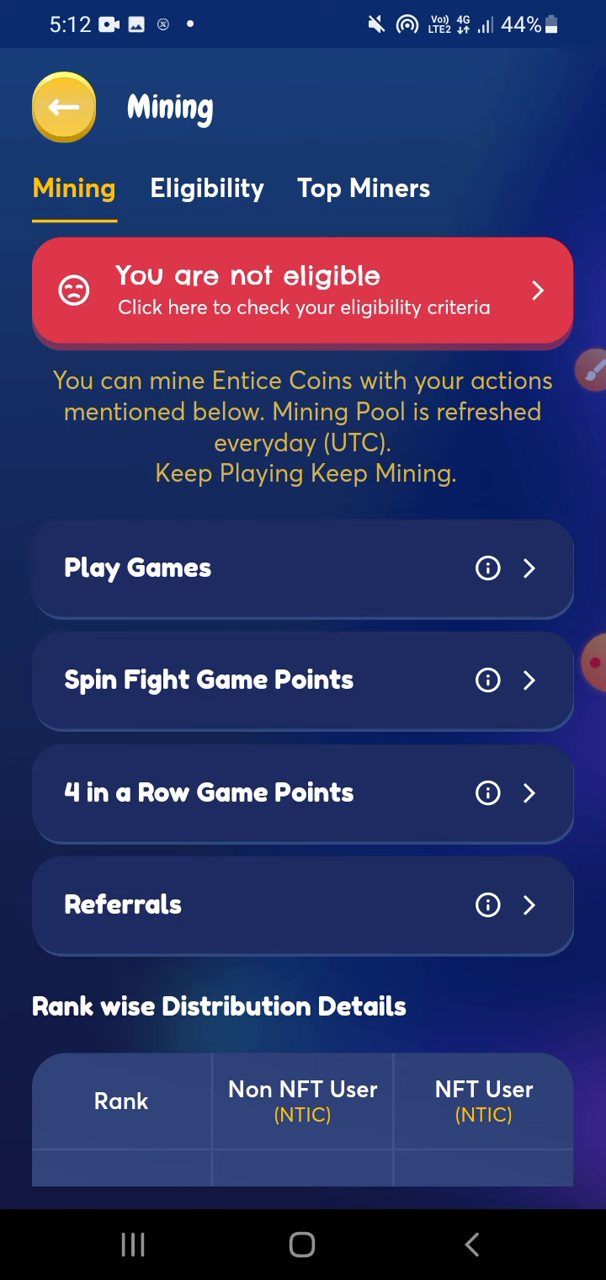 5:12
Vo)) 4G 44%
LTE2
Mining
Mining Eligibility Top Miners
You are not eligible
Click here to check your eligibility criteria
You can mine Entice Coins with your actions
mentioned below. Mining Pool is refreshed
everyday (UTC).
Keep Playing Keep Mining.
Play Games
Spin Fight Game Points
4 in a Row Game Points
Referrals
Rank wise Distribution Details
Rank Non NFT User NFT User
(NTIC) (NTIC)